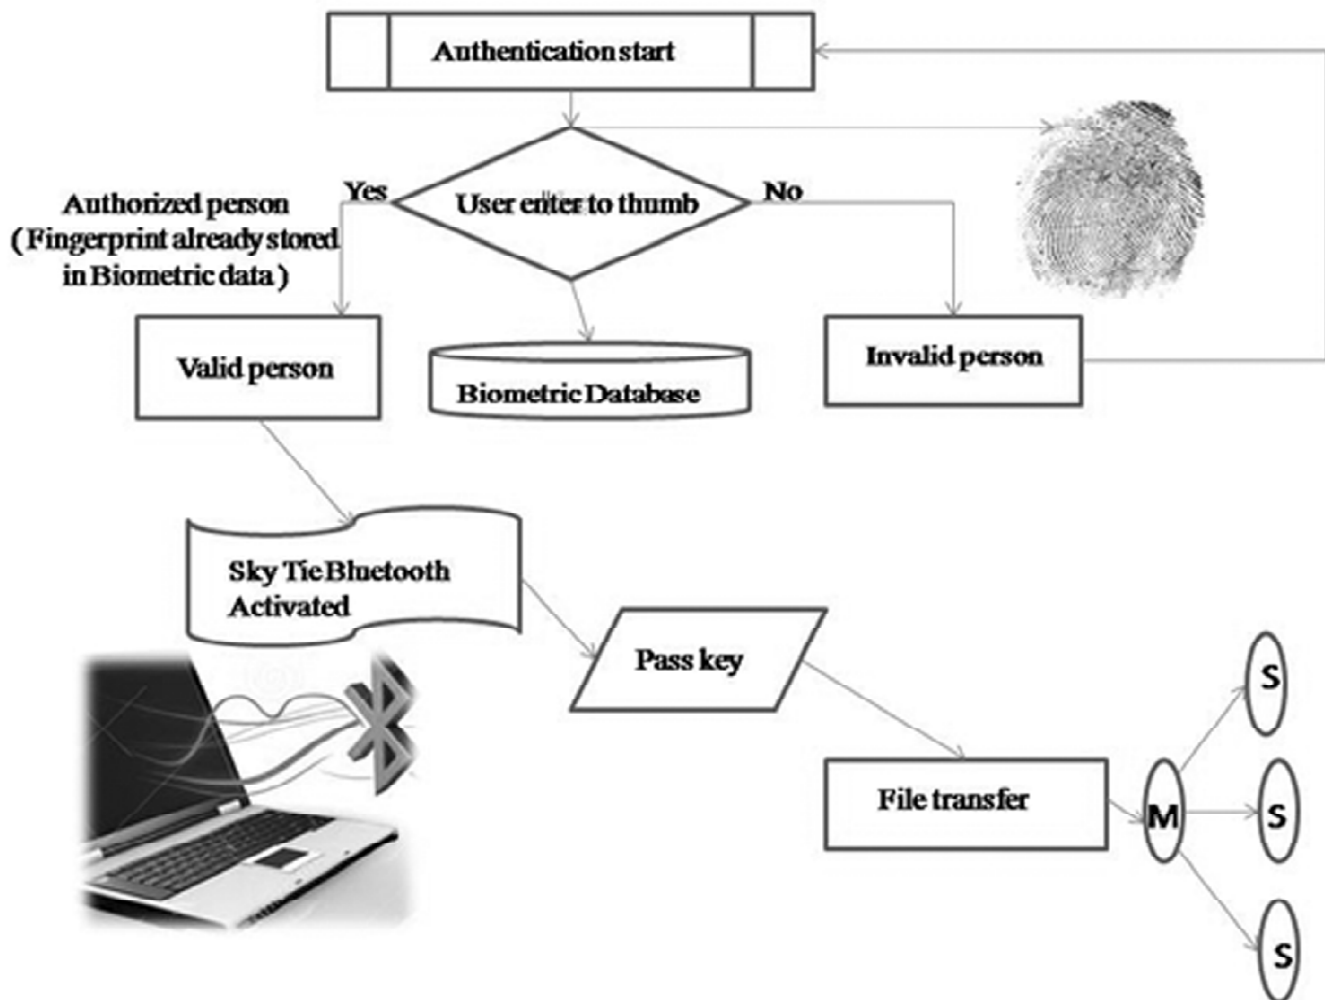 Authentication start
Yes
User enter to thumb
No
Authorized person
( Fingerprint already stored
in Biometric data )
Valid person
Biometric Database
Invalid person
Sky Tie Bluetooth
Activated
Pass key
File transfer
M
S
S
S